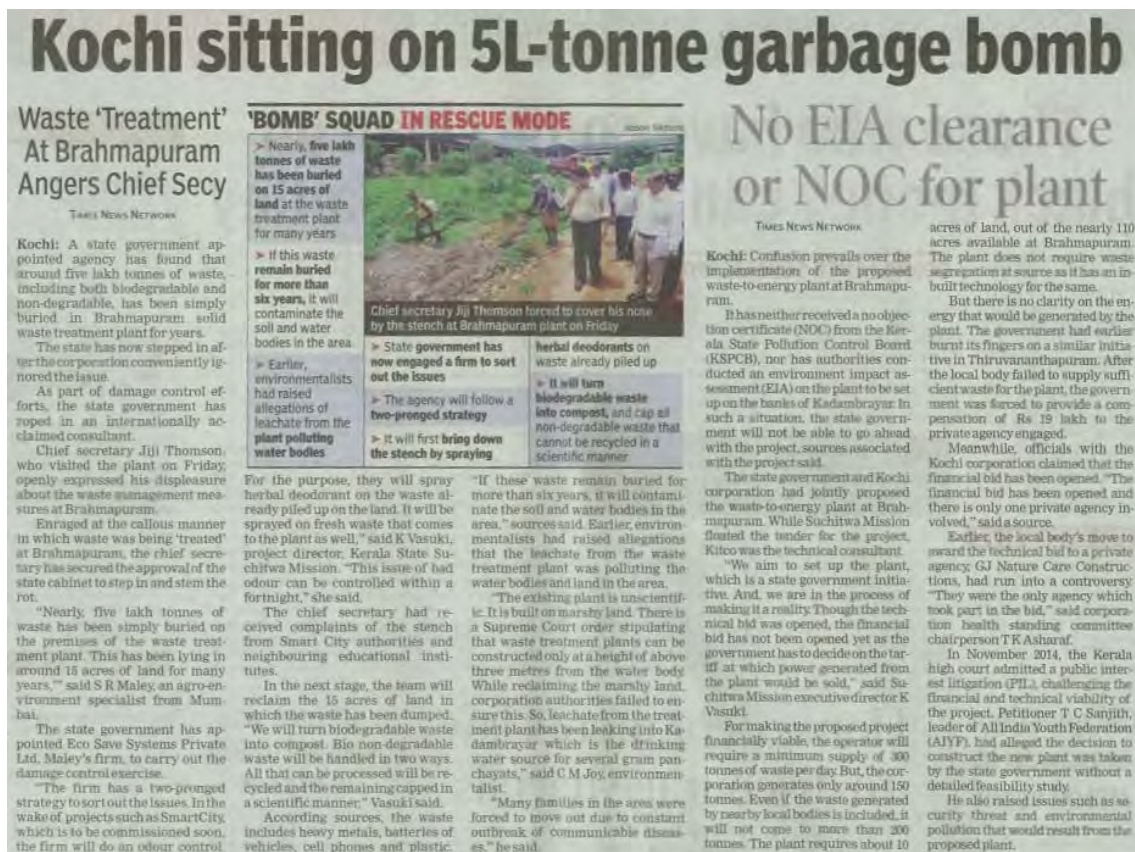 Kochi sitting on 5L-tonne garbage bomb
Waste ‘Treatment’
At Brahmapuram
Angers Chief Secy
TIMES NEWS NETWORK
Kochi: A state government ap-
pointed agency has found that
around five lakh tonnes of waste,
including both biodegradable and
non-degradable, has been simply
buried in Brahmapuram solid
waste treatment plant for years.
The state has now stepped in af-
ter the corporation conveniently ig-
nored the issue.
As part of damage control ef-
forts, the state government has
roped in an internationally ac-
claimed consultant.
Chief secretary Jiji Thomson,
who visited the plant on Friday,
openly expressed his displeasure
about the waste management mea-
sures at Brahmapuram.
Enraged at the callous manner
in which waste was being ‘treated’
at Brahmapuram, the chief secre-
tary has secured the approval of the
state cabinet to step in and stem the
rot.
“Nearly, five lakh tonnes of
waste has been simply buried on
the premises of the waste treat-
ment plant. This has been lying in
around 15 acres of land for many
years,” said S R Maley, an agro-en-
vironment specialist from Mum-
bai.
The state government has ap-
pointed Eco Save Systems Private
Ltd, Maley’s firm, to carry out the
damage control exercise.
“The firm has a two-pronged
strategy to sort out the issues. In the
wake of projects such as SmartCity,
which is to be commissioned soon,
the firm will do an odour control.
‘BOMB’ SQUAD IN RESCUE MODE
➤ Nearly, five lakh
tonnes of waste
has been buried
on 15 acres of
land at the waste
treatment plant
for many years
➤ If this waste
remain buried
for more than
six years, it will
contaminate the
soil and water
bodies in the area
➤ Earlier,
environmentalists
had raised
allegations of
leachate from the
plant polluting
water bodies
Chief secretary Jiji Themson forced to cover his nose
by the stench at Brahmapuram plant on Friday
➤ State government has
now engaged a firm to sort
out the issues
➤ The agency will follow a
two-pronged strategy
➤ It will first bring down
the stench by spraying
herbal deodorants on
waste already piled up
➤ It will turn
biodegradable waste
into compost, and cap all
non-degradable waste that
cannot be recycled in a
scientific manner
For the purpose, they will spray
herbal deodorant on the waste al-
ready piled up on the land. It will be
sprayed on fresh waste that comes
to the plant as well,” said K Vasuki,
project director, Kerala State Su-
chitwa Mission. “This issue of bad
odour can be controlled within a
fortnight,” she said.
The chief secretary had re-
ceived complaints of the stench
from Smart City authorities and
neighbouring educational insti-
tutes.
In the next stage, the team will
reclaim the 15 acres of land in
which the waste has been dumped.
“We will turn biodegradable waste
into compost. Bio non-degradable
waste will be handled in two ways.
All that can be processed will be re-
cycled and the remaining capped in
a scientific manner,” Vasuki said.
According sources, the waste
includes heavy metals, batteries of
vehicles, cell phones and plastic.
“If these waste remain buried for
more than six years, it will contami-
nate the soil and water bodies in the
area,” sources said. Earlier, environ-
mentalists had raised allegations
that the leachate from the waste
treatment plant was polluting the
water bodies and land in the area.
“The existing plant is unscientif-
ic. It is built on marshy land. There is
a Supreme Court order stipulating
that waste treatment plants can be
constructed only at a height of above
three metres from the water body.
While reclaiming the marshy land,
corporation authorities failed to en-
sure this. So, leachate from the treat-
ment plant has been leaking into Ka-
dambrayar which is the drinking
water source for several gram pan-
chayats,” said C M Joy, environmen-
talist.
“Many families in the area were
forced to move out due to constant
outbreak of communicable diseas-
es,” he said.
No EIA clearance
or NOC for plant
TIMES NEWS NETWORK
Kochi: Confusion prevails over the
implementation of the proposed
waste-to-energy plant at Brahmapu-
ram.
It has neither received a no objec-
tion certificate (NOC) from the Ker-
ala State Pollution Control Board
(KSPCB), nor has authorities con-
ducted an environment impact as-
sessment (EIA) on the plant to be set
up on the banks of Kadambrayar. In
such a situation, the state govern-
ment will not be able to go ahead
with the project, sources associated
with the project said.
The state government and Kochi
corporation had jointly proposed
the waste-to-energy plant at Brah-
mapuram. While Suchitwa Mission
floated the tender for the project,
Kitco was the technical consultant.
“We aim to set up the plant,
which is a state government initia-
tive. And, we are in the process of
making it a reality. Though the tech-
nical bid was opened, the financial
bid has not been opened yet as the
government has to decide on the tar-
iff at which power generated from
the plant would be sold,” said Su-
chitwa Mission executive director K
Vasuki.
For making the proposed project
financially viable, the operator will
require a minimum supply of 300
tonnes of waste per day. But, the cor-
poration generates only around 150
tonnes. Even if the waste generated
by nearby local bodies is included, it
will not come to more than 200
tonnes. The plant requires about 10
acres of land, out of the nearly 110
acres available at Brahmapuram.
The plant does not require waste
segregation at source as it has an in-
built technology for the same.
But there is no clarity on the en-
ergy that would be generated by the
plant. The government had earlier
burnt its fingers on a similar initia-
tive in Thiruvananthapuram. After
the local body failed to supply suffi-
cient waste for the plant, the govern-
ment was forced to provide a com-
pensation of Rs 19 lakh to the
private agency engaged.
Meanwhile, officials with the
Kochi corporation claimed that the
financial bid has been opened. “The
financial bid has been opened and
there is only one private agency in-
volved,” said a source.
Earlier, the local body’s move to
award the technical bid to a private
agency, GJ Nature Care Construc-
tions, had run into a controversy.
“They were the only agency which
took part in the bid,” said corpora-
tion health standing committee
chairperson T K Asharaf.
In November 2014, the Kerala
high court admitted a public inter-
est litigation (PIL), challenging the
financial and technical viability of
the project. Petitioner T C Sanjith,
leader of All India Youth Federation
(AIYF), had alleged the decision to
construct the new plant was taken
by the state government without a
detailed feasibility study.
He also raised issues such as se-
curity threat and environmental
pollution that would result from the
proposed plant.